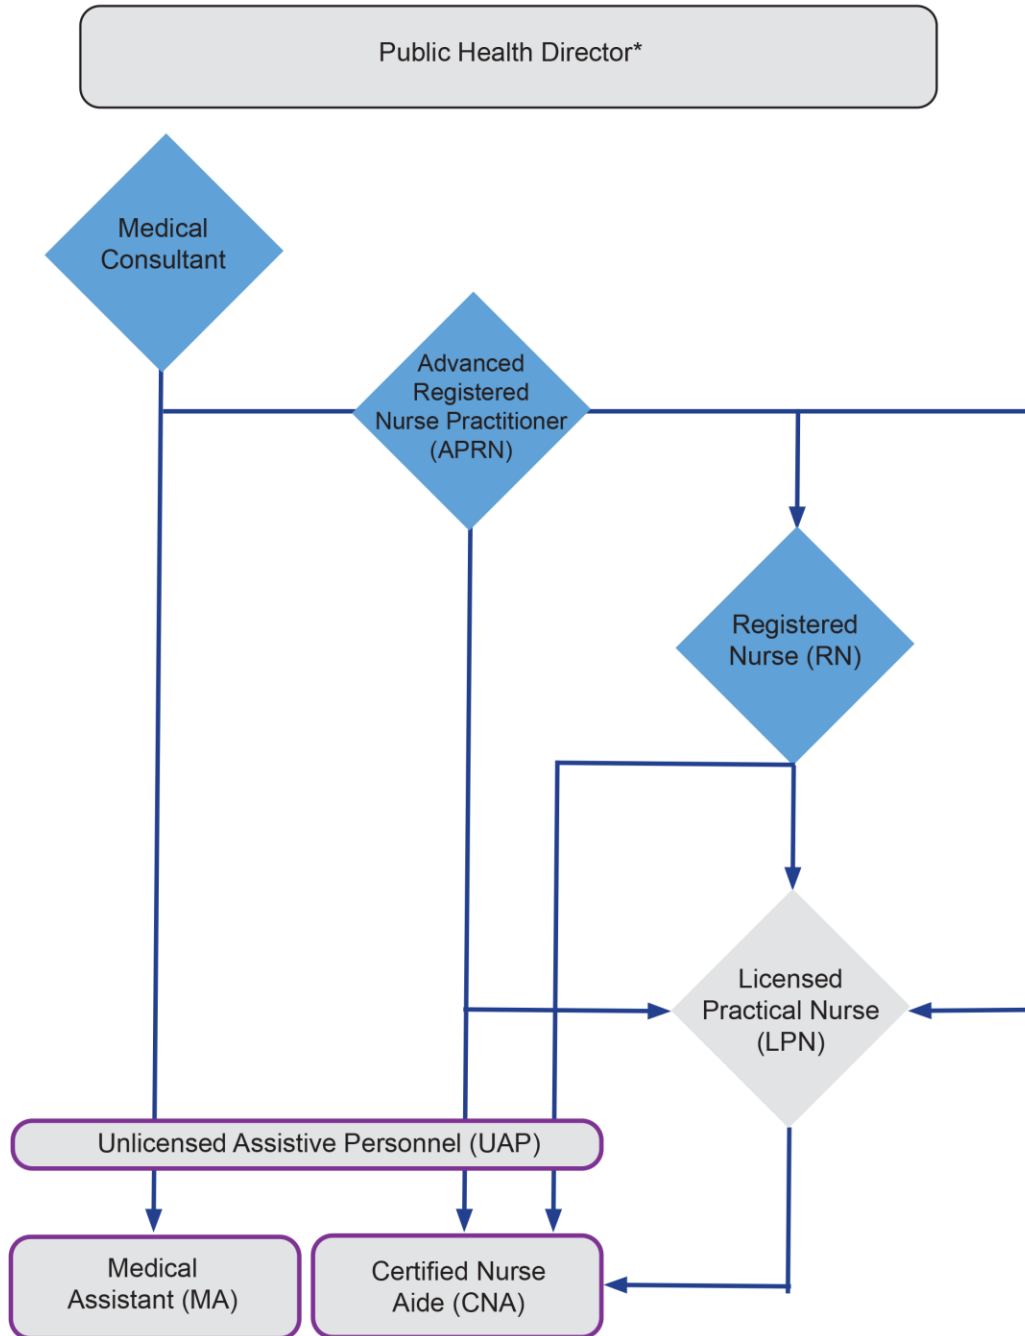 Public Health Director*
Medical
Consultant
Advanced
Registered
Nurse Practitioner
(APRN)
Registered
Nurse (RN)
Licensed
Practical Nurse
(LPN)
Unlicensed Assistive Personnel (UAP)
Medical
Assistant (MA)
Certified Nurse
Aide (CNA)